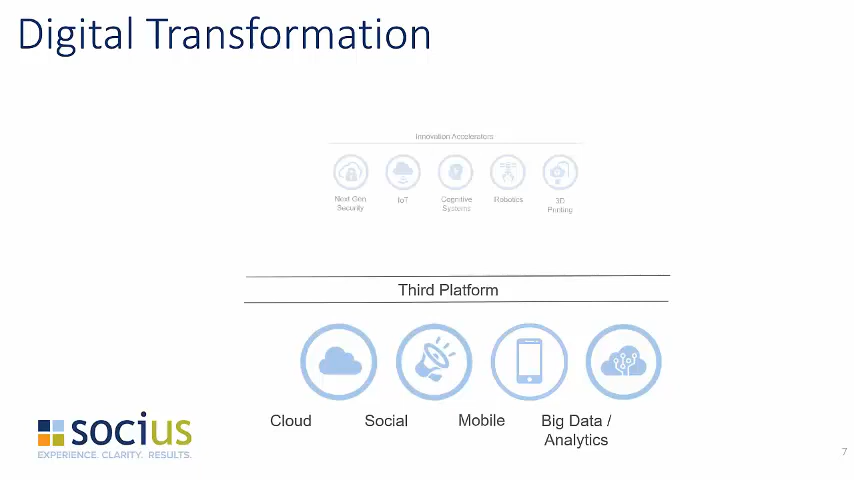 Digital Transformation
Innovation Accelerators
Next Gen
Security
IoT
Cognitive
Systems
Robotics
3D
Printing
Third Platform
Cloud
Social
Mobile
Big Data /
Analytics
socius
EXPERIENCE. CLARITY. RESULTS.
7